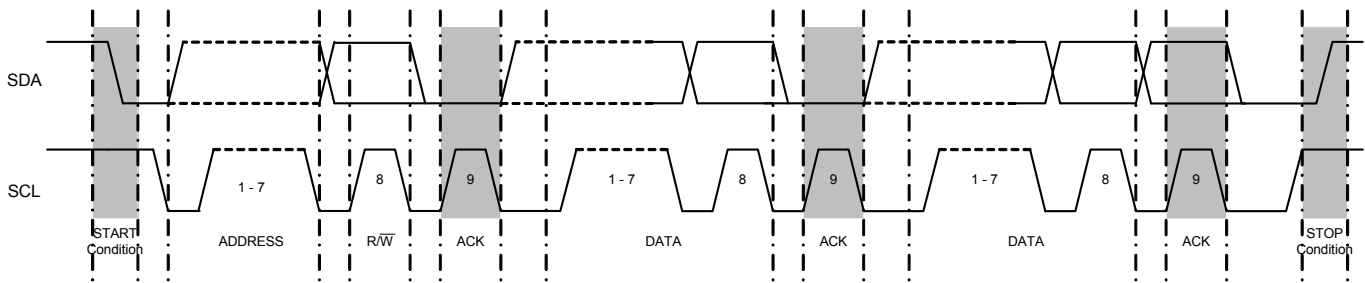 SDA
1 - 7
8
9
1 - 7
8
9
1 - 7
8
9
SCL
START
Condition
ADDRESS
R/W̅
ACK
DATA
ACK
DATA
ACK
STOP
Condition